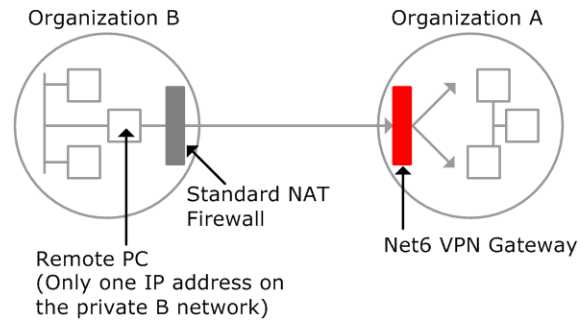 Organization B
Organization A
Standard NAT
Firewall
Net6 VPN Gateway
Remote PC
(Only one IP address on
the private B network)